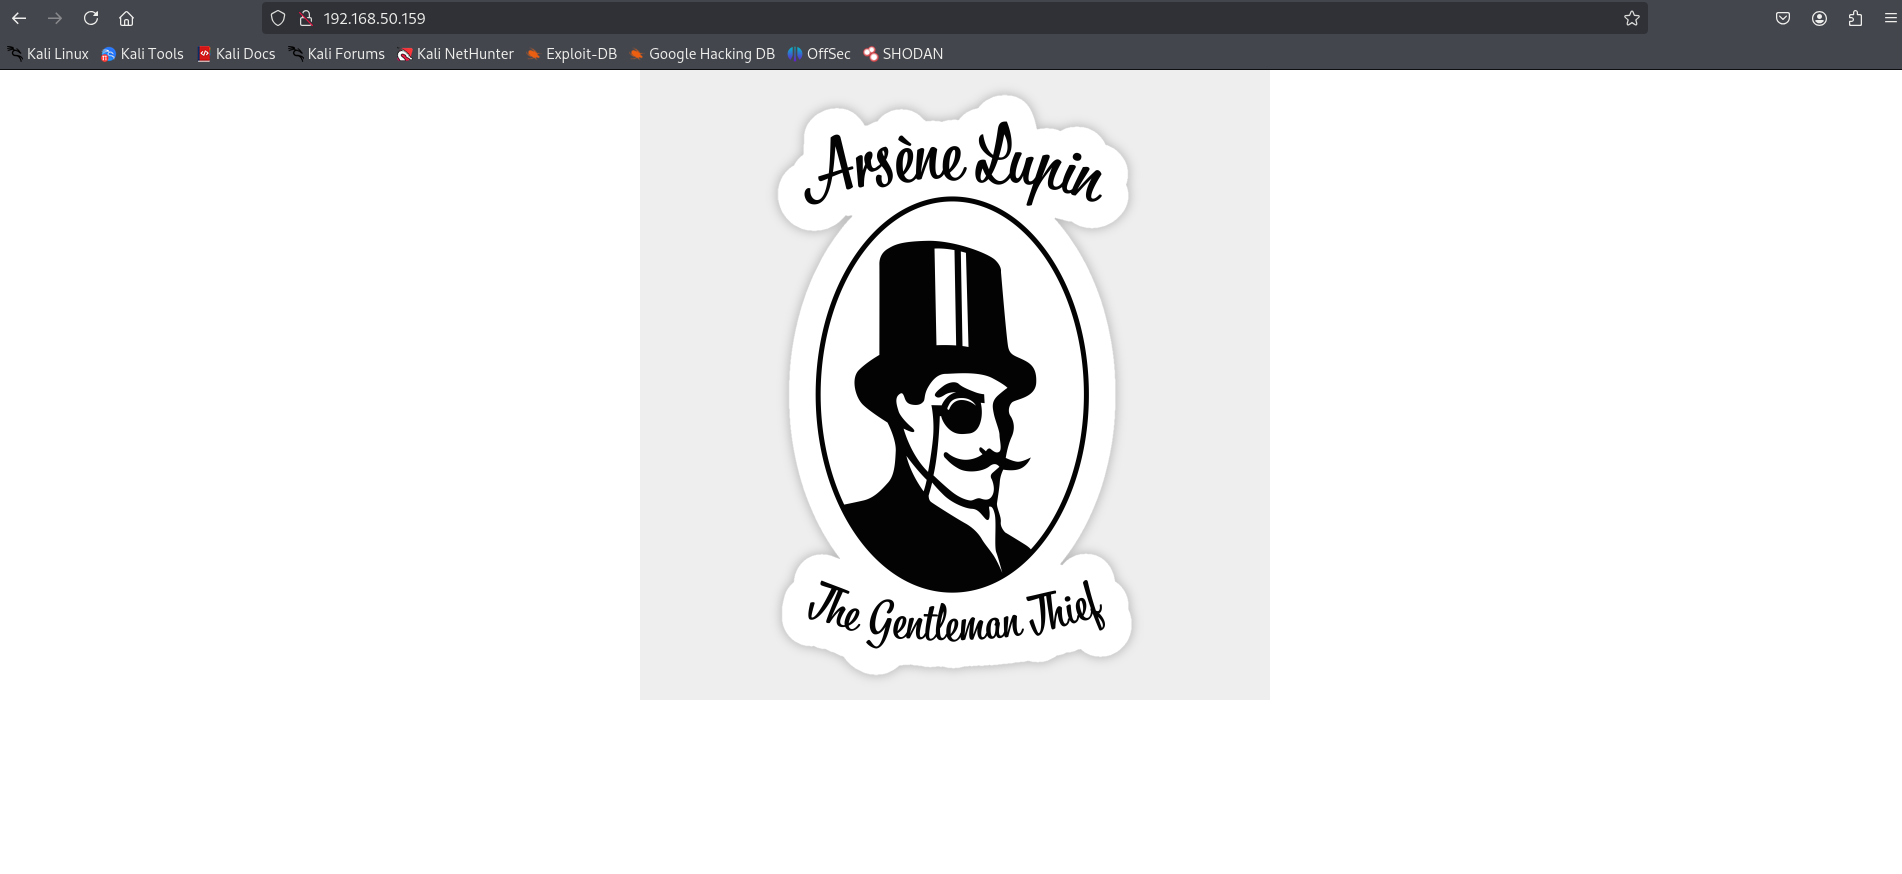 192.168.50.159
Kali Linux Kali Tools Kali Docs Kali Forums Kali NetHunter Exploit-DB Google Hacking DB OffSec SHODAN
Arsène Lupin
The Gentleman Thief